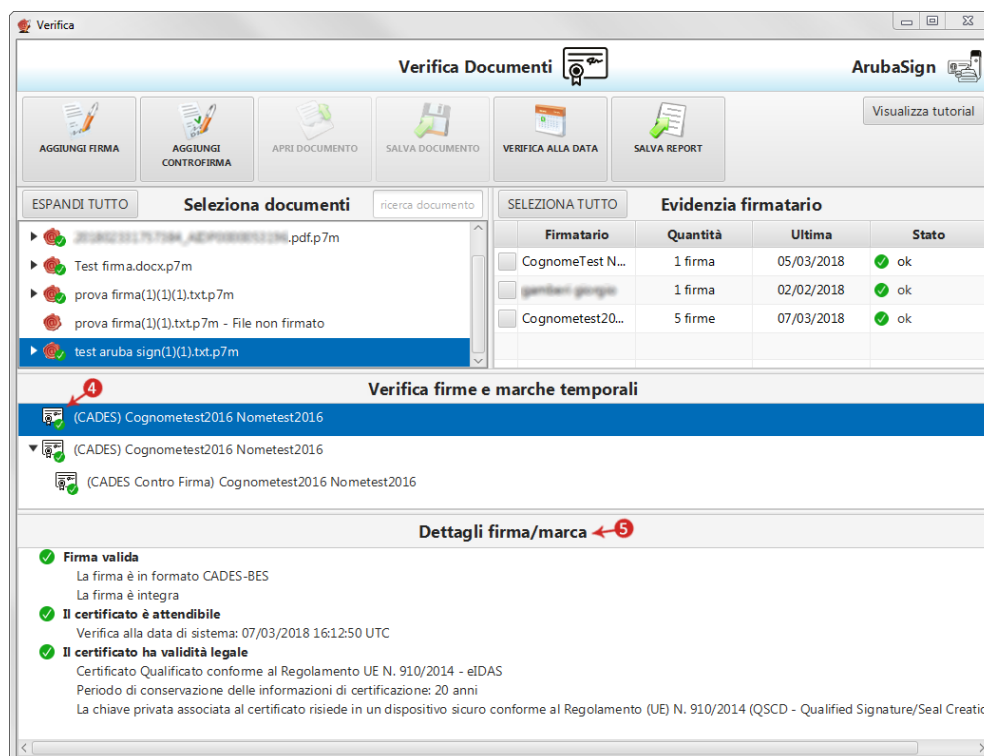 Verifica
Verifica Documenti
ArubaSign
AGGIUNGI FIRMA
AGGIUNGI
CONTROFIRMA
APRI DOCUMENTO
SALVA DOCUMENTO
VERIFICA ALLA DATA
SALVA REPORT
Visualizza tutorial
ESPANDI TUTTO
Seleziona documenti
ricerca documento
.pdf.p7m
Test firma.docx.p7m
prova firma(1)(1)(1).txt.p7m
prova firma(1)(1).txt.p7m - File non firmato
test aruba sign(1)(1).txt.p7m
SELEZIONA TUTTO
Evidenzia firmatario
Firmatario Quantità Ultima Stato
CognomeTest N... 1 firma 05/03/2018 ok
1 firma 02/02/2018 ok
Cognometest20... 5 firme 07/03/2018 ok
4
Verifica firme e marche temporali
(CADES) Cognometest2016 Nometest2016
(CADES) Cognometest2016 Nometest2016
(CADES Contro Firma) Cognometest2016 Nometest2016
Dettagli firma/marca 5
Firma valida
La firma è in formato CADES-BES
La firma è integra
Il certificato è attendibile
Verifica alla data di sistema: 07/03/2018 16:12:50 UTC
Il certificato ha validità legale
Certificato Qualificato conforme al Regolamento UE N. 910/2014 - eIDAS
Periodo di conservazione delle informazioni di certificazione: 20 anni
La chiave privata associata al certificato risiede in un dispositivo sicuro conforme al Regolamento (UE) N. 910/2014 (QSCD - Qualified Signature/Seal Creatio